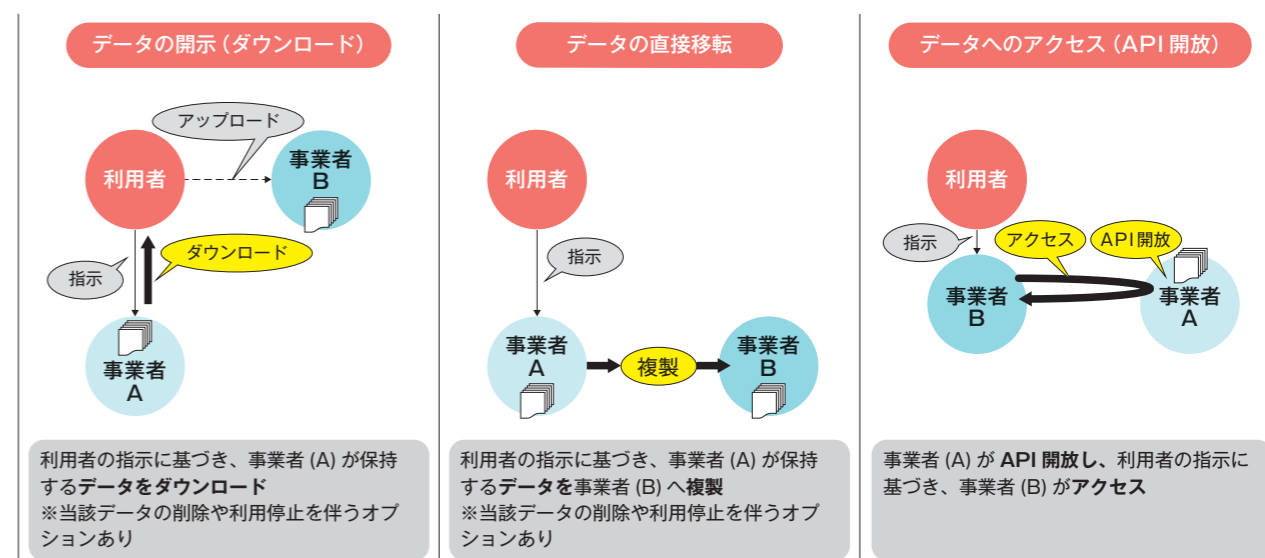 データの開示（ダウンロード）
アップロード
利用者
事業者
B
ダウンロード
指示
事業者
A
利用者の指示に基づき、事業者 (A) が保持
するデータをダウンロード
※当該データの削除や利用停止を伴うオプ
ションあり
データの直接移転
利用者
指示
事業者
A
複製
事業者
B
利用者の指示に基づき、事業者 (A) が保持
するデータを事業者 (B) へ複製
※当該データの削除や利用停止を伴うオプ
ションあり
データへのアクセス（API 開放）
利用者
指示
アクセス
API開放
事業者
B
事業者
A
事業者 (A) が API 開放し、利用者の指示に
基づき、事業者 (B) がアクセス